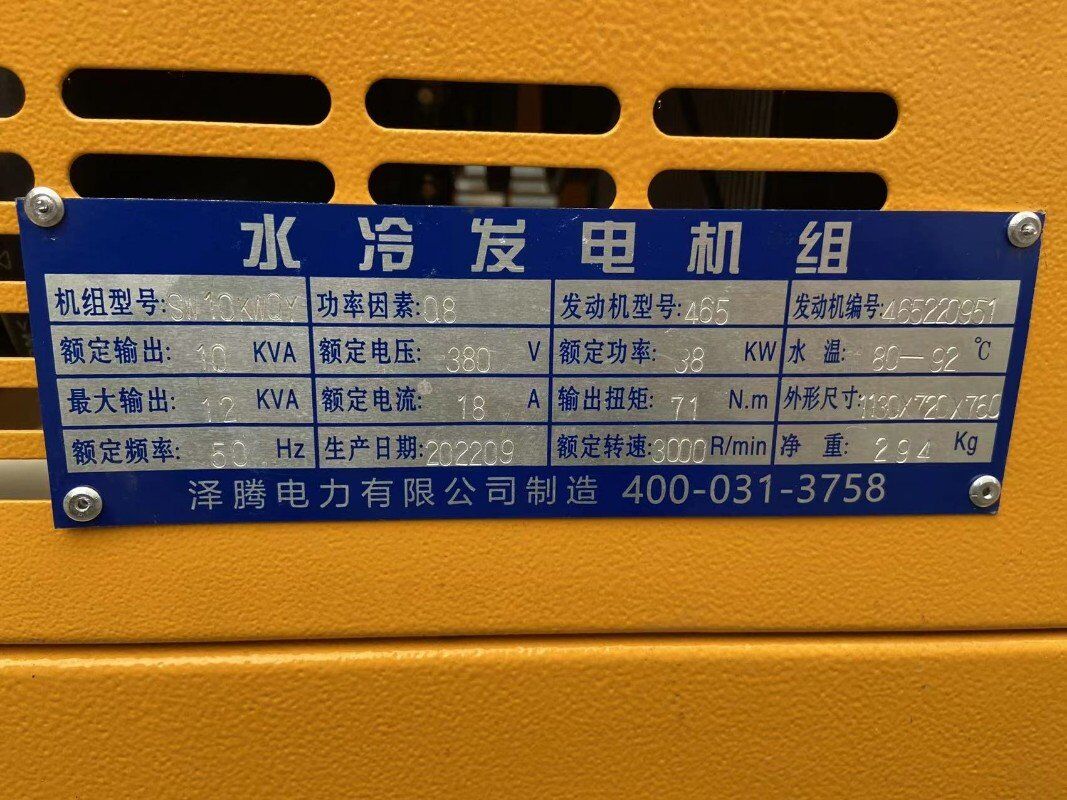 水冷发电机组
机组型号: SW10KWQY 功率因素: 0.8 发动机型号: 465 发动机编号: 465220951
额定输出: 10 KVA 额定电压: 380 V 额定功率: 38 KW 水 温: 80—92 ℃
最大输出: 12 KVA 额定电流: 18 A 输出扭矩: 71 N.m 外形尺寸: 1130/720/760
额定频率: 50 Hz 生产日期: 202209 额定转速: 3000 R/min 净 重: 294 Kg
泽腾电力有限公司制造 400-031-3758